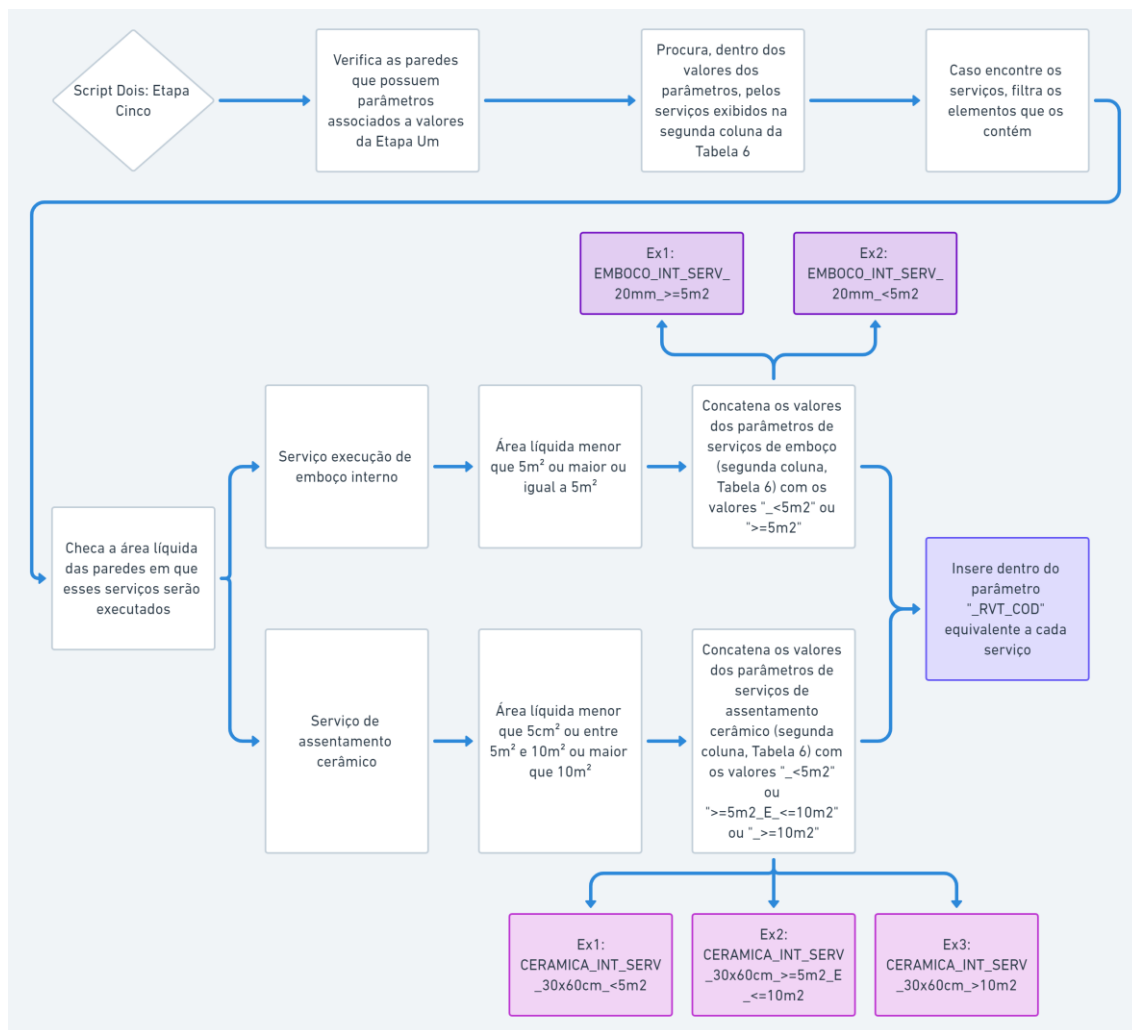 Script Dois: Etapa
Cinco
Verifica as paredes
que possuem
parâmetros
associados a valores
da Etapa Um
Procura, dentro dos
valores dos
parâmetros, pelos
serviços exibidos na
segunda coluna da
Tabela 6
Caso encontre os
serviços, filtra os
elementos que os
contém
Ex1:
EMBOCO_INT_SERV_
20mm_>=5m2
Ex2:
EMBOCO_INT_SERV_
20mm_<5m2
Serviço execução de
emboço interno
Área líquida menor
que 5m² ou maior ou
igual a 5m²
Concatena os valores
dos parâmetros de
serviços de emboço
(segunda coluna,
Tabela 6) com os
valores "_<5m2" ou
">=5m2"
Checa a área líquida
das paredes em que
esses serviços serão
executados
Insere dentro do
parâmetro
"_RVT_COD"
equivalente a cada
serviço
Serviço de
assentamento
cerâmico
Área líquida menor
que 5cm² ou entre
5m² e 10m² ou maior
que 10m²
Concatena os valores
dos parâmetros de
serviços de
assentamento
cerâmico (segunda
coluna, Tabela 6) com
os valores "_<5m2"
ou
">=5m2_E_<=10m2"
ou "_>=10m2"
Ex1:
CERAMICA_INT_SERV
_30x60cm_<5m2
Ex2:
CERAMICA_INT_SERV
_30x60cm_>=5m2_E
_<=10m2
Ex3:
CERAMICA_INT_SERV
_30x60cm_>10m2